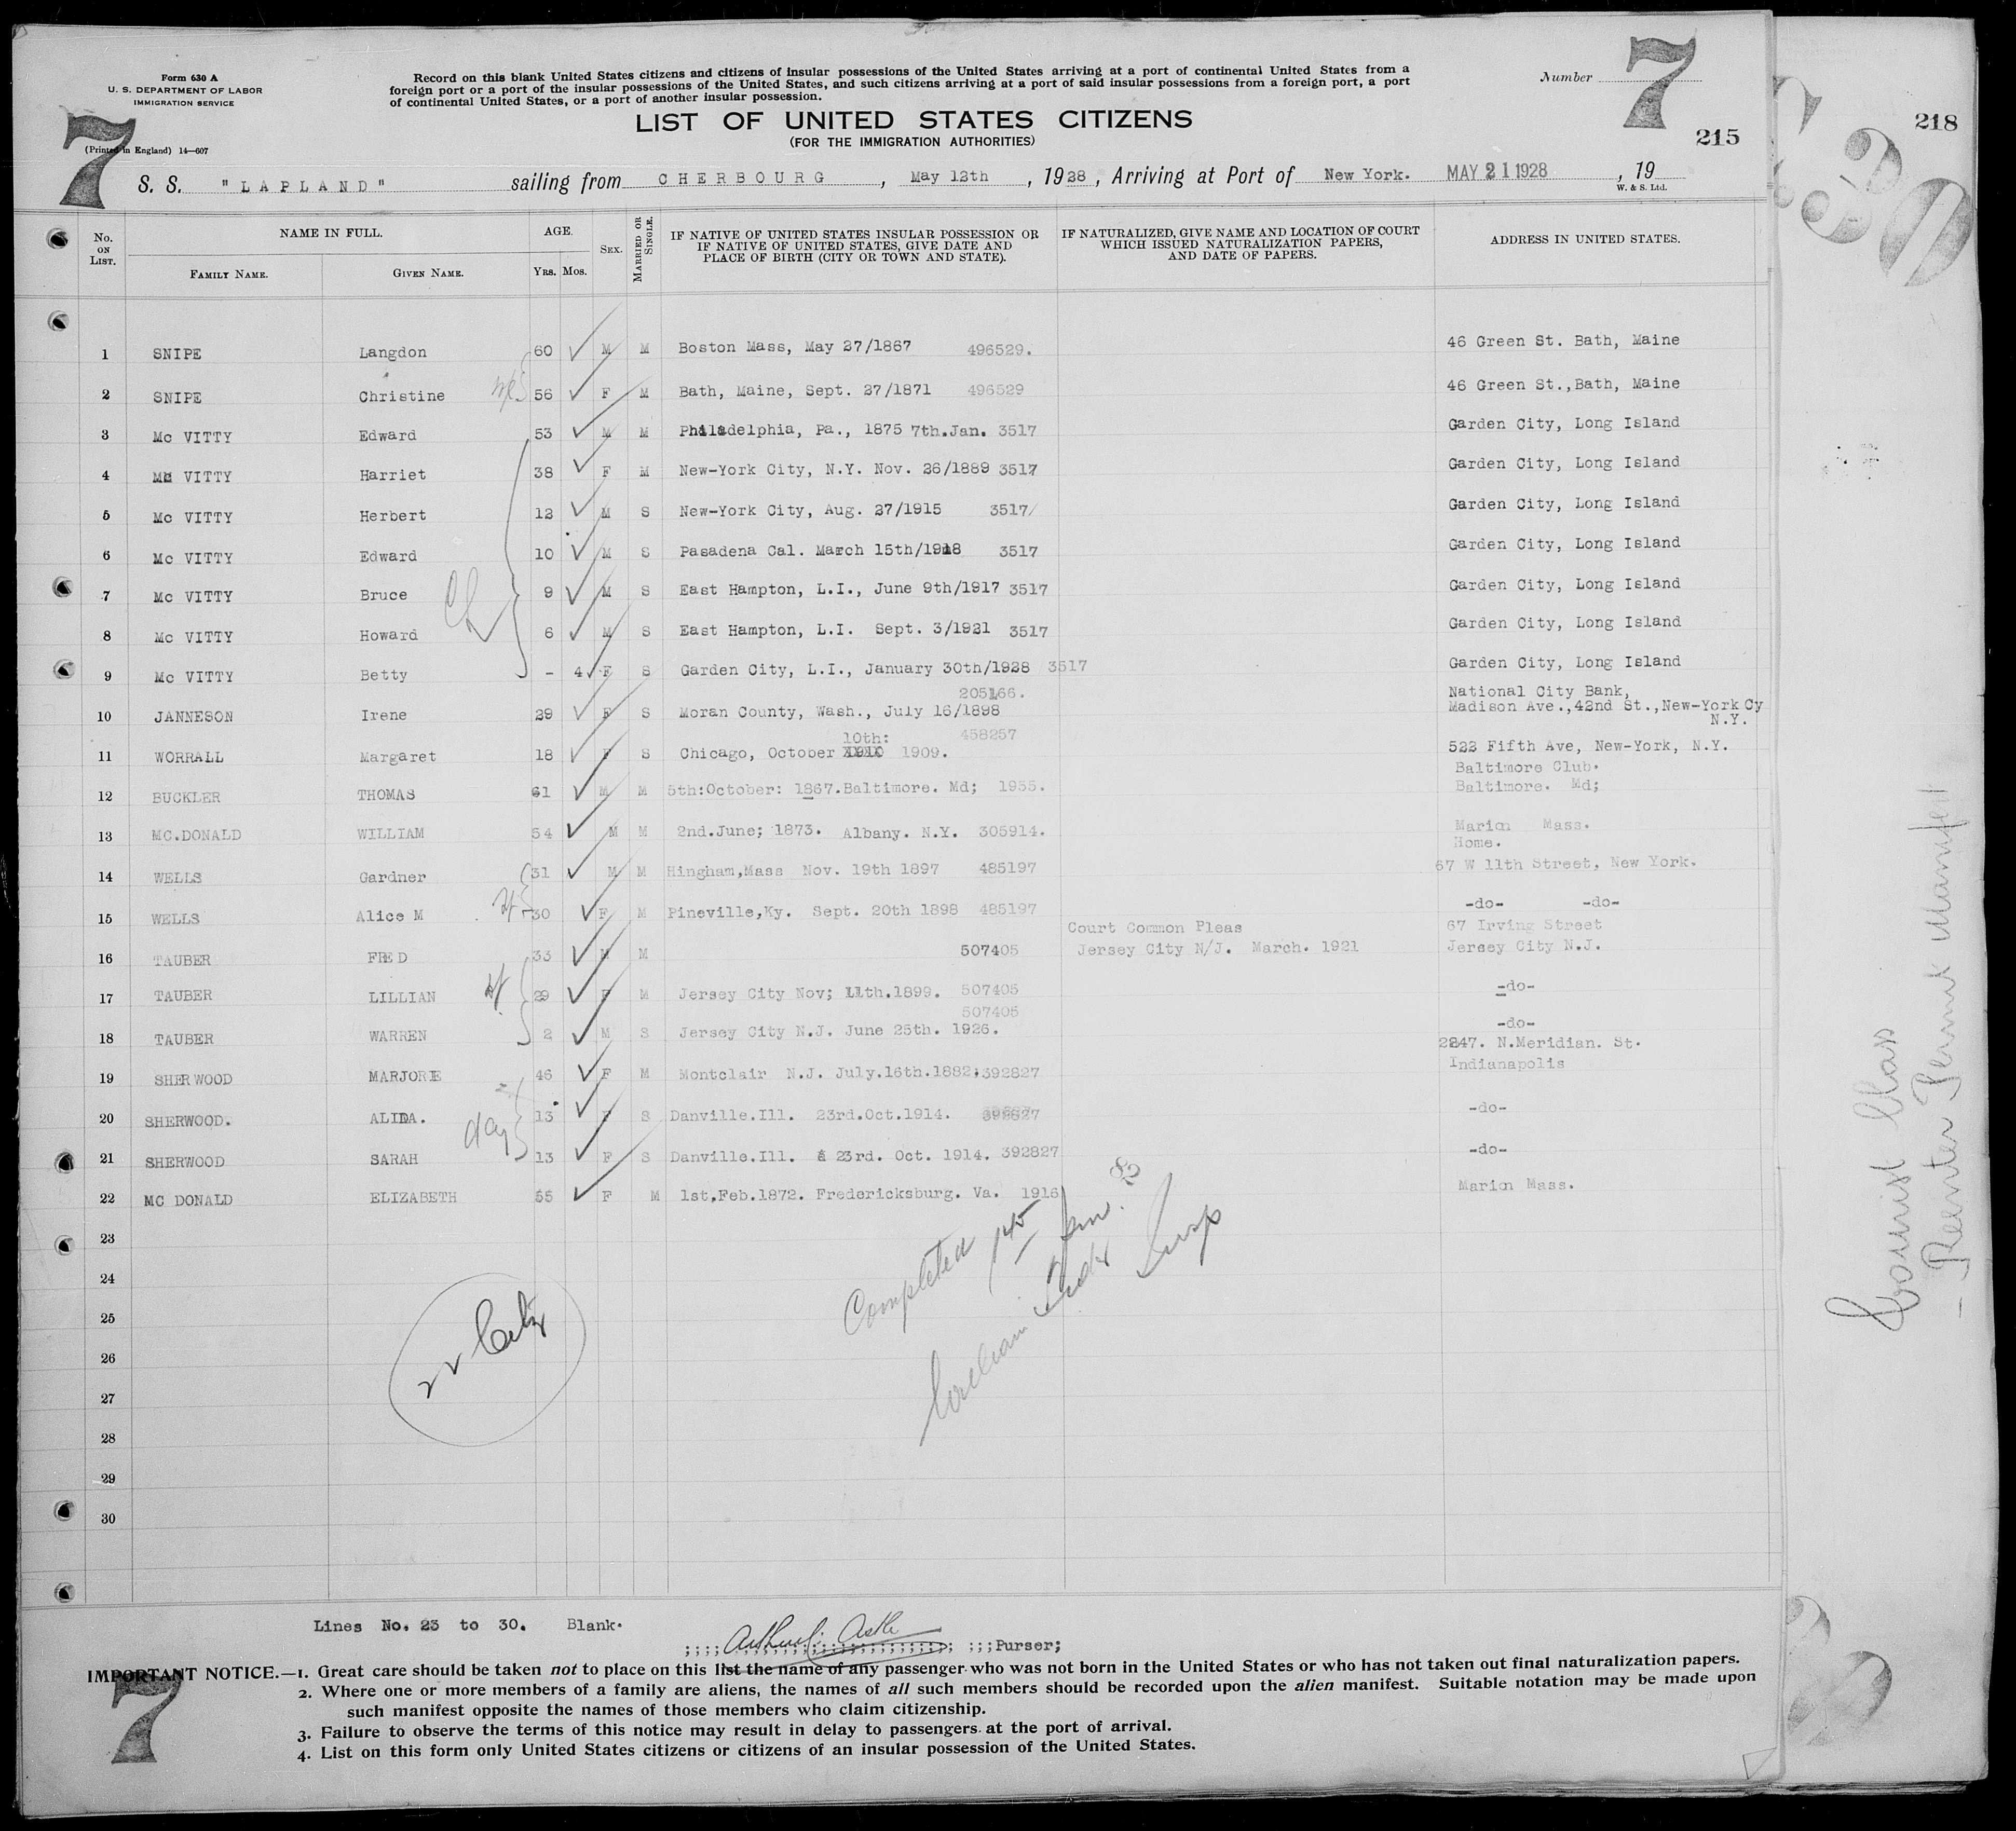 Form 630 A
U. S. DEPARTMENT OF LABOR
IMMIGRATION SERVICE
(Printed in England) 14—607
7
Record on this blank United States citizens and citizens of insular possessions of the United States arriving at a port of continental United States from a
foreign port or a port of the insular possessions of the United States, and such citizens arriving at a port of said insular possessions from a foreign port, a port
of continental United States, or a port of another insular possession.
LIST OF UNITED STATES CITIZENS
(FOR THE IMMIGRATION AUTHORITIES)
Number 7
215
218
S. S. "LAPLAND" sailing from CHERBOURG, May 12th, 1928, Arriving at Port of New York. MAY 21 1928, 19
W. & S. Ltd.
No. ON LIST.
NAME IN FULL.
FAMILY NAME.
GIVEN NAME.
AGE.
YRS. MOS.
SEX.
MARRIED OR SINGLE.
IF NATIVE OF UNITED STATES INSULAR POSSESSION OR
IF NATIVE OF UNITED STATES, GIVE DATE AND
PLACE OF BIRTH (CITY OR TOWN AND STATE).
IF NATURALIZED, GIVE NAME AND LOCATION OF COURT
WHICH ISSUED NATURALIZATION PAPERS,
AND DATE OF PAPERS.
ADDRESS IN UNITED STATES.
1 SNIPE Langdon 60 M M Boston Mass, May 27/1867 496529. 46 Green St. Bath, Maine
2 SNIPE Christine 56 F M Bath, Maine, Sept. 27/1871 496529 46 Green St., Bath, Maine
3 Mc VITTY Edward 53 M M Philadelphia, Pa., 1875 7th.Jan. 3517 Garden City, Long Island
4 Mc VITTY Harriet 38 F M New-York City, N.Y. Nov. 26/1889 3517 Garden City, Long Island
5 Mc VITTY Herbert 12 M S New-York City, Aug. 27/1915 3517/ Garden City, Long Island
6 Mc VITTY Edward 10 M S Pasadena Cal. March 15th/1918 3517 Garden City, Long Island
7 Mc VITTY Bruce 9 M S East Hampton, L.I., June 9th/1917 3517 Garden City, Long Island
8 Mc VITTY Howard 6 M S East Hampton, L.I. Sept. 3/1921 3517 Garden City, Long Island
9 Mc VITTY Betty - 4 F S Garden City, L.I., January 30th/1928 3517 Garden City, Long Island
205166. National City Bank,
10 JANNESON Irene 29 F S Moran County, Wash., July 16/1898 Madison Ave.,42nd St.,New-York Cy
N.Y.
10th: 458257
11 WORRALL Margaret 18 F S Chicago, October 1909. 522 Fifth Ave, New-York, N.Y.
Baltimore Club.
12 BUCKLER THOMAS 61 M M 5th:October: 1867.Baltimore. Md; 1955. Baltimore. Md;
13 MC.DONALD WILLIAM 54 M M 2nd.June; 1873. Albany. N.Y. 305914. Marion Mass.
Home.
14 WELLS Gardner 31 M M Hingham,Mass Nov. 19th 1897 485197 67 W 11th Street, New York.
15 WELLS Alice M 30 F M Pineville,Ky. Sept. 20th 1898 485197 -do- -do-
Court Common Pleas 67 Irving Street
16 TAUBER FRED 33 M M 507405 Jersey City N/J. March. 1921 Jersey City N.J.
17 TAUBER LILLIAN 29 F M Jersey City Nov; 11th.1899. 507405 -do-
507405
18 TAUBER WARREN 2 M S Jersey City N.J. June 25th. 1926. -do-
2247. N.Meridian. St.
19 SHERWOOD MARJORIE 46 F M Montclair N.J. July.16th.1882. 392827 Indianapolis
20 SHERWOOD. ALIDA. 13 F S Danville.Ill. 23rd.Oct.1914. 392827 -do-
21 SHERWOOD SARAH 13 F S Danville.Ill. 23rd. Oct. 1914. 392827 -do-
22 MC DONALD ELIZABETH 55 F M 1st,Feb.1872. Fredericksburg. Va. 1916 Marion Mass.
23
24
25
26
27
28
29
30
22 Citz
Completed 145
Insp
Tourist Class
- Reenter Permit Manifest
Lines No. 23 to 30. Blank.
;;;Purser;
IMPORTANT NOTICE.—1. Great care should be taken not to place on this list the name of any passenger who was not born in the United States or who has not taken out final naturalization papers.
2. Where one or more members of a family are aliens, the names of all such members should be recorded upon the alien manifest. Suitable notation may be made upon
such manifest opposite the names of those members who claim citizenship.
3. Failure to observe the terms of this notice may result in delay to passengers at the port of arrival.
4. List on this form only United States citizens or citizens of an insular possession of the United States.
7